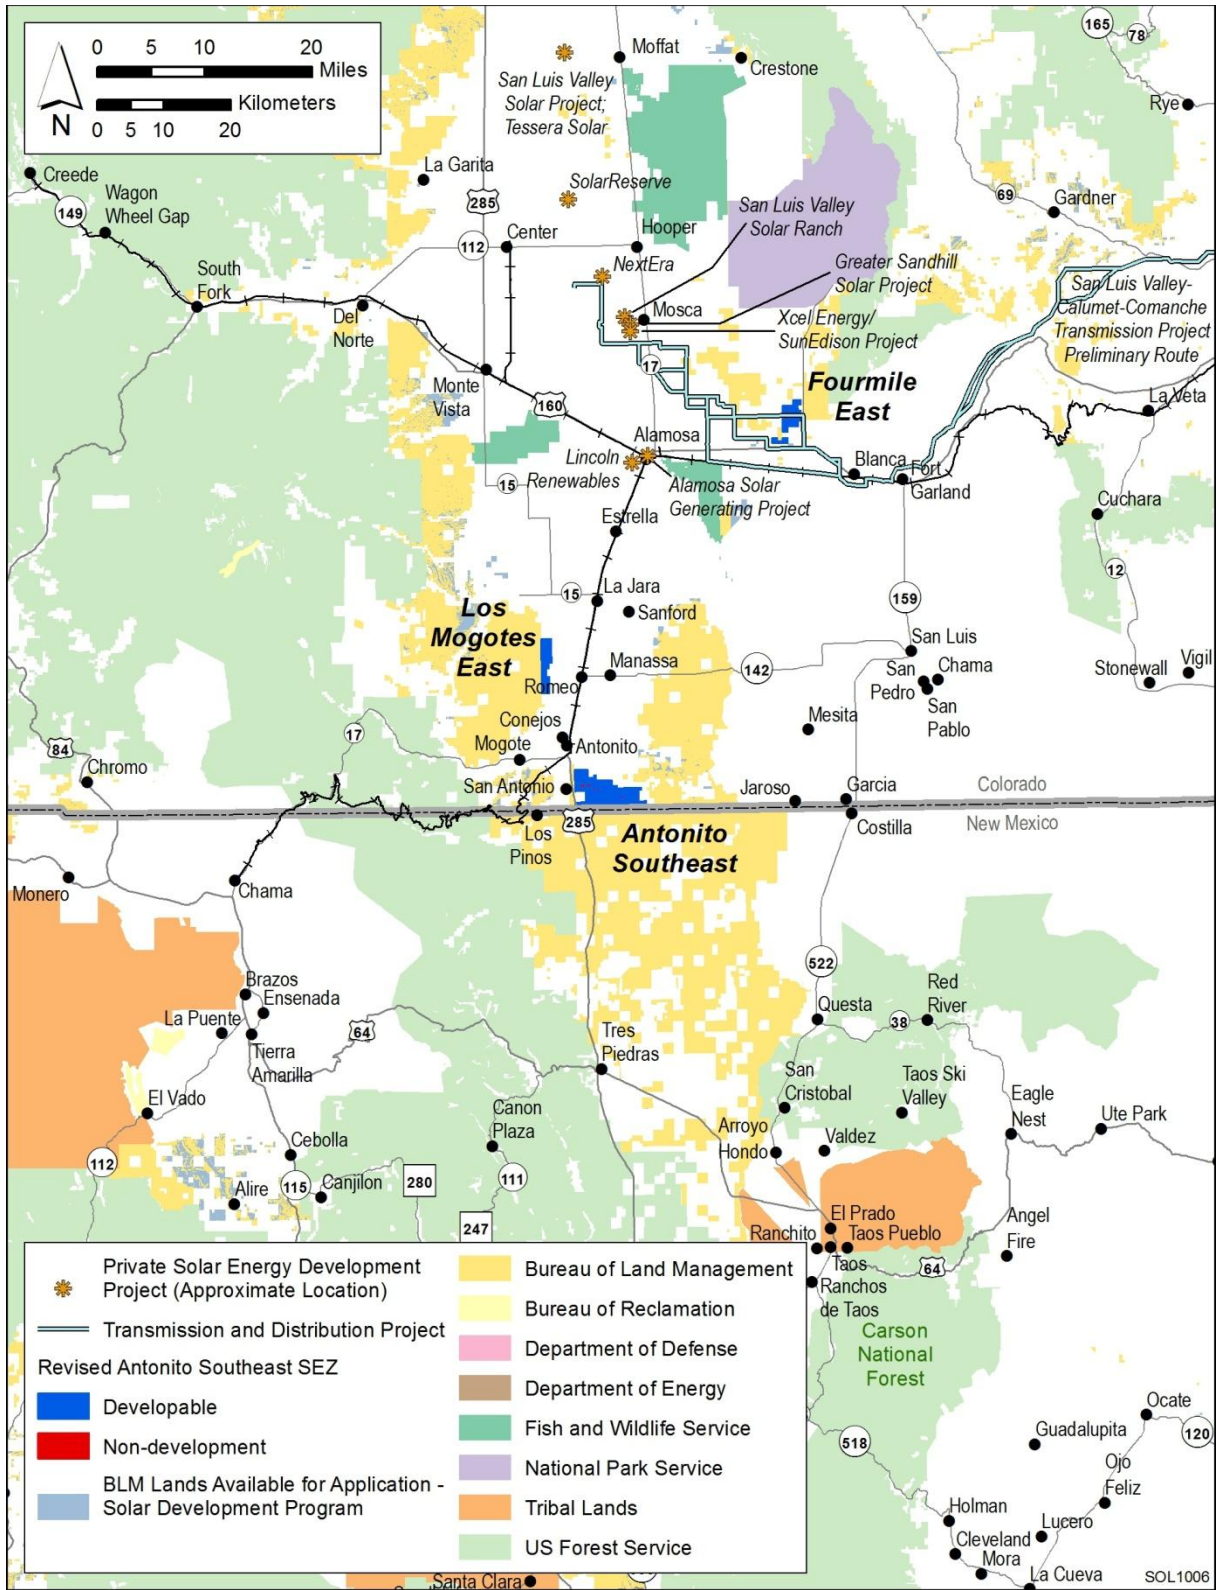 0 5 10 20
Miles
Kilometers
0 5 10 20
N
Moffat
Crestone
San Luis Valley
Solar Project;
Tessera Solar
165
78
Rye
Creede
Wagon
Wheel Gap
149
La Garita
285
SolarReserve
San Luis Valley
Solar Ranch
69
Gardner
112
Center
Hooper
NextEra
Greater Sandhill
Solar Project
South
Fork
Del
Norte
Mosca
Xcel Energy/
SunEdison Project
San Luis Valley-
Calumet-Comanche
Transmission Project
Preliminary Route
17
Monte
Vista
160
Fourmile
East
La Veta
Alamosa
Lincoln
Renewables
Alamosa Solar
Generating Project
Blanca
Fort
Garland
15
Cuchara
Estrella
12
15
La Jara
Sanford
159
Los
Mogotes
East
San Luis
Manassa
142
Romeo
San
Pedro
Chama
San
Pablo
Stonewall
Vigil
Conejos
Mogote
Antonito
Mesita
17
84
Chromo
San Antonio
Jaroso
Garcia
Colorado
Los
Pinos
285
Costilla
New Mexico
Antonito
Southeast
Monero
Chama
522
Brazos
Ensenada
La Puente
64
Tierra
Amarilla
Tres
Piedras
Questa
38
Red
River
El Vado
Canon
Plaza
San
Cristobal
Taos Ski
Valley
Eagle
Nest
Ute Park
Arroyo
Hondo
Valdez
112
Cebolla
115
Canjilon
Alire
280
111
247
El Prado
Ranchito
Taos Pueblo
Taos
64
Angel
Fire
Ranchos
de Taos
Carson
National
Forest
Private Solar Energy Development
Project (Approximate Location)
Transmission and Distribution Project
Revised Antonito Southeast SEZ
Developable
Non-development
BLM Lands Available for Application -
Solar Development Program
Bureau of Land Management
Bureau of Reclamation
Department of Defense
Department of Energy
Fish and Wildlife Service
National Park Service
Tribal Lands
US Forest Service
518
Ocate
120
Guadalupita
Ojo
Feliz
Holman
Lucero
Cleveland
Mora
La Cueva
Santa Clara
SOL1006